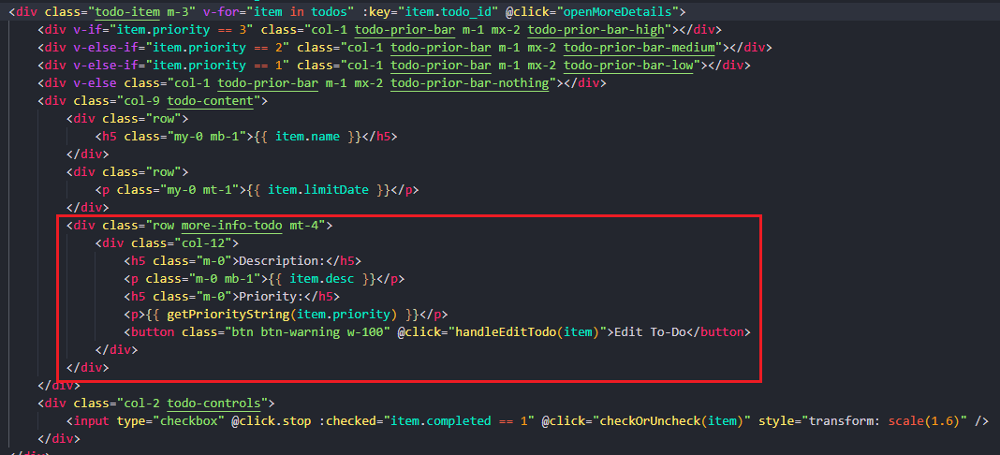 <div class="todo-item m-3" v-for="item in todos" :key="item.todo_id" @click="openMoreDetails">
<div v-if="item.priority == 3" class="col-1 todo-prior-bar m-1 mx-2 todo-prior-bar-high"></div>
<div v-else-if="item.priority == 2" class="col-1 todo-prior-bar m-1 mx-2 todo-prior-bar-medium"></div>
<div v-else-if="item.priority == 1" class="col-1 todo-prior-bar m-1 mx-2 todo-prior-bar-low"></div>
<div v-else class="col-1 todo-prior-bar m-1 mx-2 todo-prior-bar-nothing"></div>
<div class="col-9 todo-content">
<div class="row">
<h5 class="my-0 mb-1">{{ item.name }}</h5>
</div>
<div class="row">
<p class="my-0 mt-1">{{ item.limitDate }}</p>
</div>
<div class="row more-info-todo mt-4">
<div class="col-12">
<h5 class="m-0">Description:</h5>
<p class="m-0 mb-1">{{ item.desc }}</p>
<h5 class="m-0">Priority:</h5>
<p>{{ getPriorityString(item.priority) }}</p>
<button class="btn btn-warning w-100" @click="handleEditTodo(item)">Edit To-Do</button>
</div>
</div>
</div>
<div class="col-2 todo-controls">
<input type="checkbox" @click.stop :checked="item.completed == 1" @click="checkOrUncheck(item)" style="transform: scale(1.6)" />
</div>